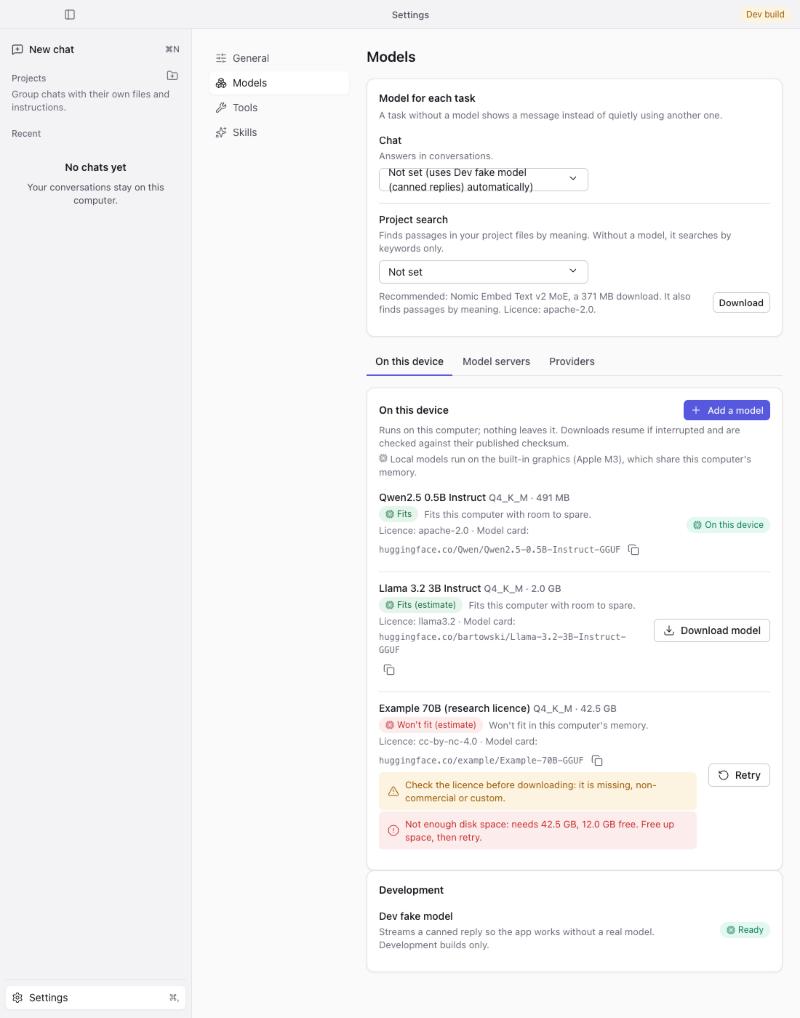 Settings
Dev build
New chat
⌘N
Projects
Group chats with their own files and
instructions.
Recent
No chats yet
Your conversations stay on this
computer.
Settings
⌘,
General
Models
Tools
Skills
Models
Model for each task
A task without a model shows a message instead of quietly using another one.
Chat
Answers in conversations.
Not set (uses Dev fake model
(canned replies) automatically)
Project search
Finds passages in your project files by meaning. Without a model, it searches by
keywords only.
Not set
Recommended: Nomic Embed Text v2 MoE, a 371 MB download. It also
finds passages by meaning. Licence: apache-2.0.
Download
On this device
Model servers
Providers
On this device
Add a model
Runs on this computer; nothing leaves it. Downloads resume if interrupted and are
checked against their published checksum.
Local models run on the built-in graphics (Apple M3), which share this computer's
memory.
Qwen2.5 0.5B Instruct Q4_K_M · 491 MB
Fits Fits this computer with room to spare.
Licence: apache-2.0 · Model card:
huggingface.co/Qwen/Qwen2.5-0.5B-Instruct-GGUF
On this device
Llama 3.2 3B Instruct Q4_K_M · 2.0 GB
Fits (estimate) Fits this computer with room to spare.
Licence: llama3.2 · Model card:
huggingface.co/bartowski/Llama-3.2-3B-Instruct-
GGUF
Download model
Example 70B (research licence) Q4_K_M · 42.5 GB
Won't fit (estimate) Won't fit in this computer's memory.
Licence: cc-by-nc-4.0 · Model card:
huggingface.co/example/Example-70B-GGUF
Check the licence before downloading: it is missing, non-
commercial or custom.
Not enough disk space: needs 42.5 GB, 12.0 GB free. Free up
space, then retry.
Retry
Development
Dev fake model
Streams a canned reply so the app works without a real model.
Development builds only.
Ready